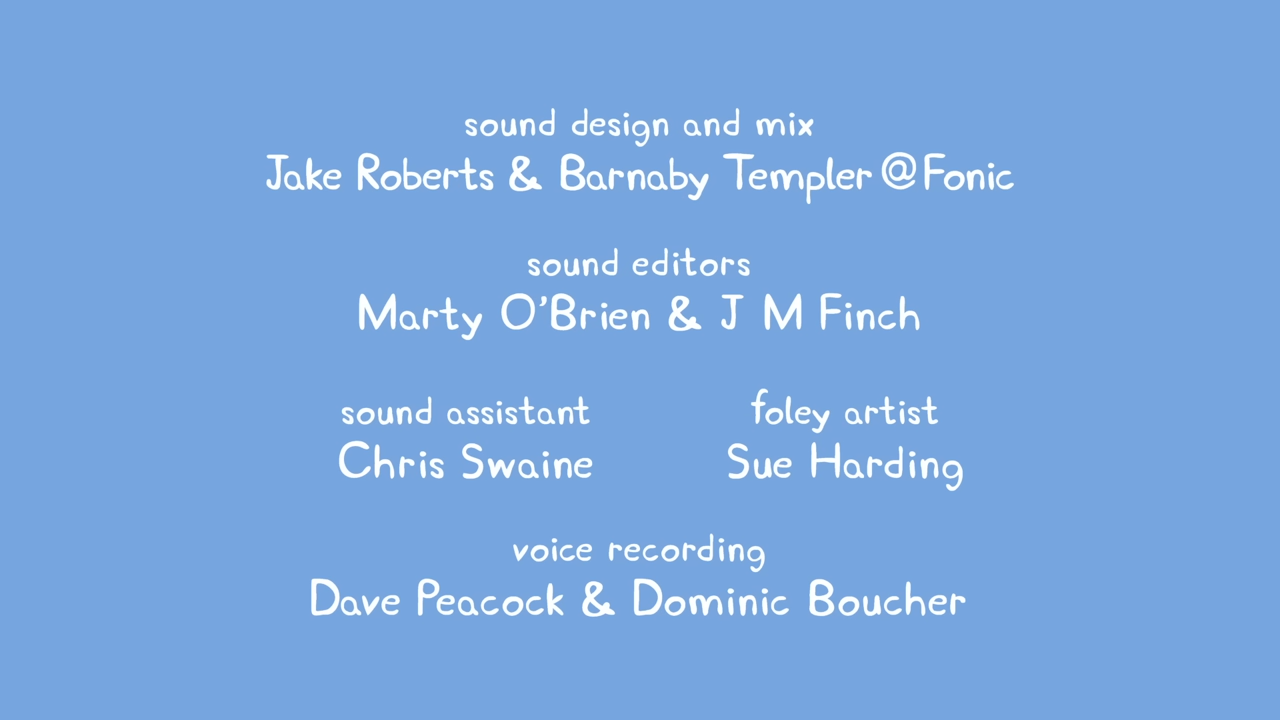 sound design and mix
Jake Roberts & Barnaby Templer @Fonic
sound editors
Marty O'Brien & J M Finch
sound assistant
Chris Swaine
foley artist
Sue Harding
voice recording
Dave Peacock & Dominic Boucher